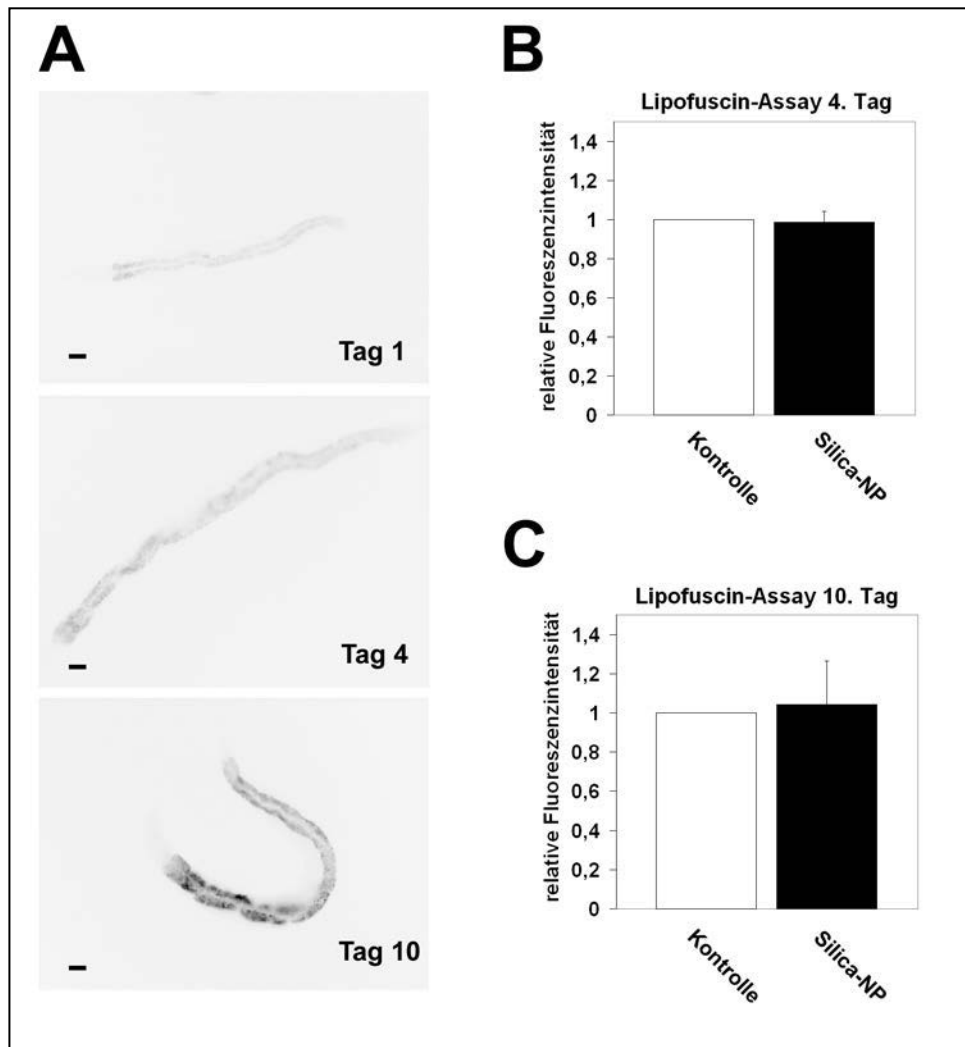 A
Tag 1
Tag 4
Tag 10
B
Lipofuscin-Assay 4. Tag
relative Fluoreszenzintensität
1,4
1,2
1
0,8
0,6
0,4
0,2
0
Kontrolle
Silica-NP
C
Lipofuscin-Assay 10. Tag
relative Fluoreszenzintensität
1,4
1,2
1
0,8
0,6
0,4
0,2
0
Kontrolle
Silica-NP